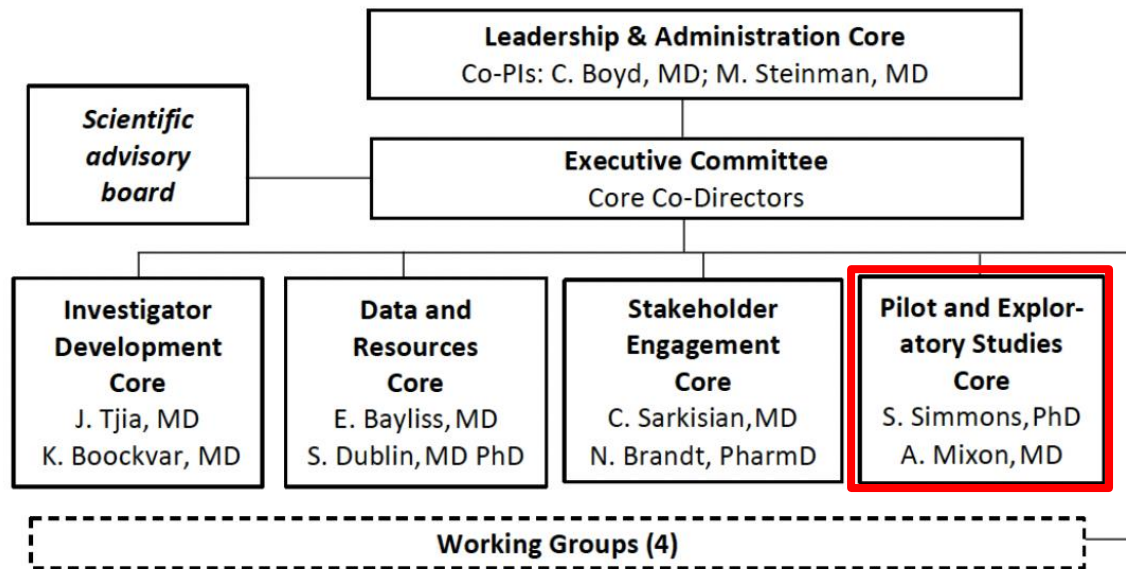 Leadership & Administration Core
Co-PIs: C. Boyd, MD; M. Steinman, MD
Scientific
advisory
board
Executive Committee
Core Co-Directors
Investigator
Development
Core
J. Tjia, MD
K. Boockvar, MD
Data and
Resources
Core
E. Bayliss, MD
S. Dublin, MD PhD
Stakeholder
Engagement
Core
C. Sarkisian, MD
N. Brandt, PharmD
Pilot and Explor-
atory Studies
Core
S. Simmons, PhD
A. Mixon, MD
Working Groups (4)